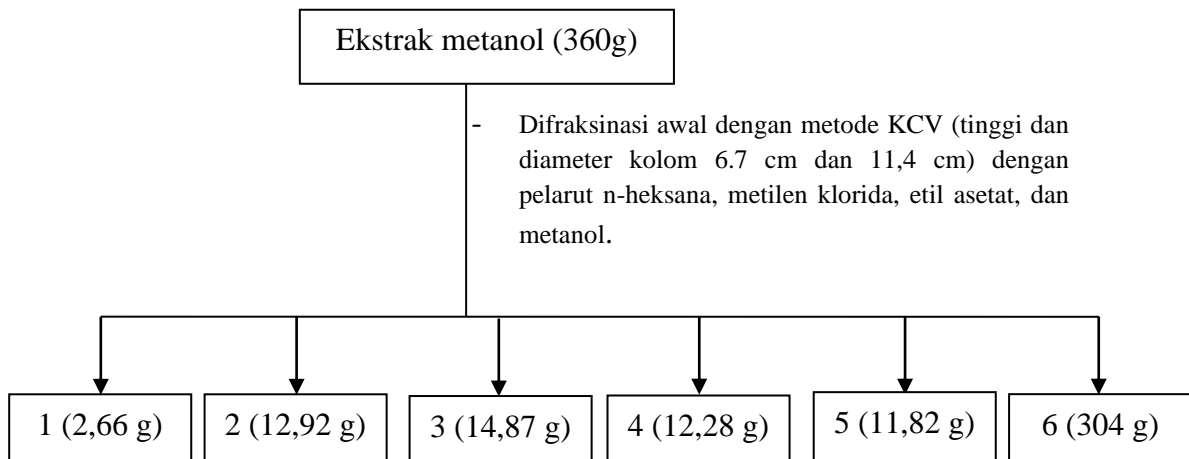 Ekstrak metanol (360g)
- Difraksinasi awal dengan metode KCV (tinggi dan
diameter kolom 6.7 cm dan 11,4 cm) dengan
pelarut n-heksana, metilen klorida, etil asetat, dan
metanol.
1 (2,66 g)
2 (12,92 g)
3 (14,87 g)
4 (12,28 g)
5 (11,82 g)
6 (304 g)